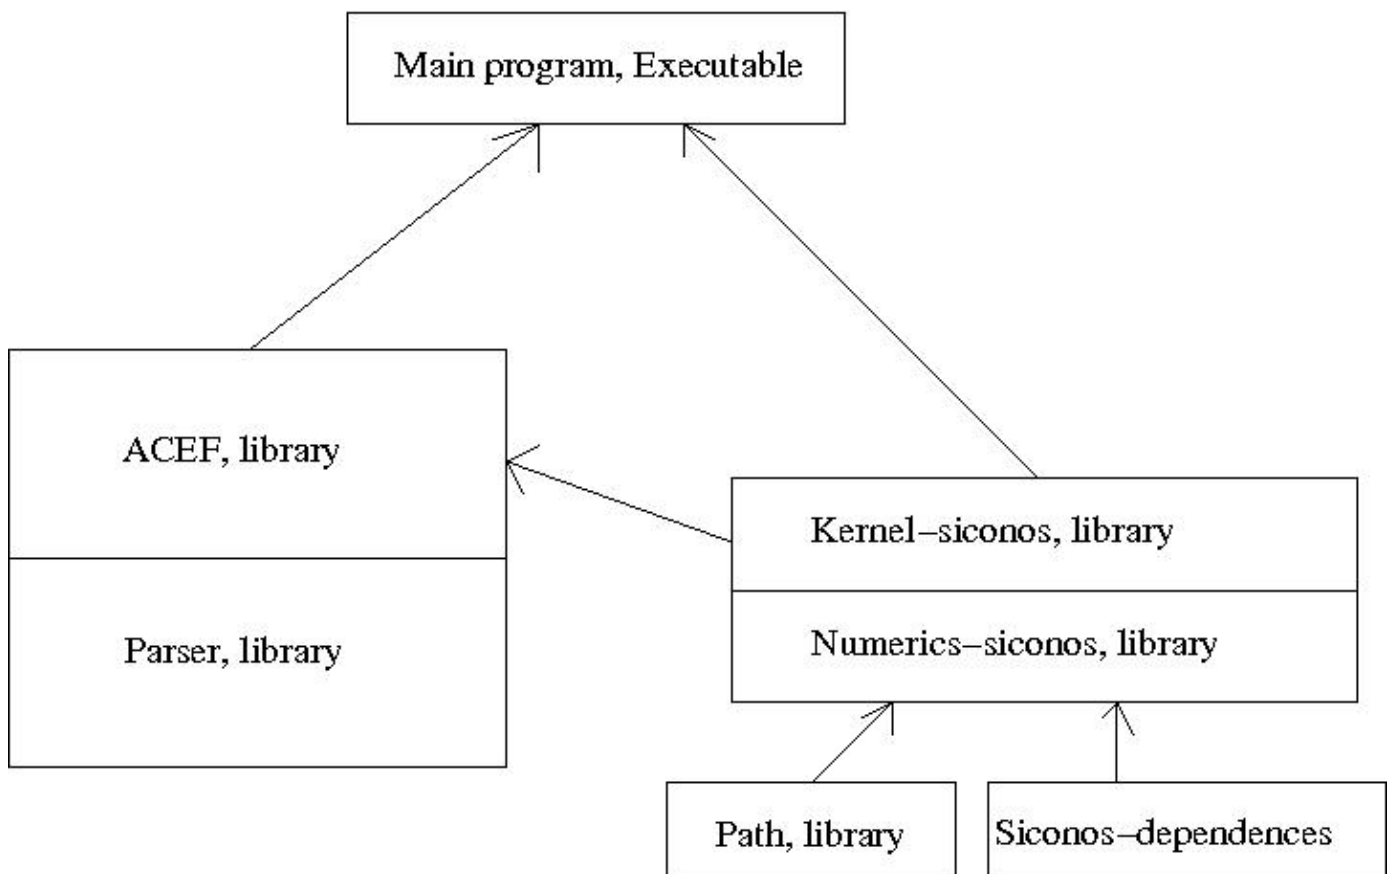 Main program, Executable
ACEF, library
Kernel−siconos, library
Parser, library
Numerics−siconos, library
Path, library
Siconos−dependences